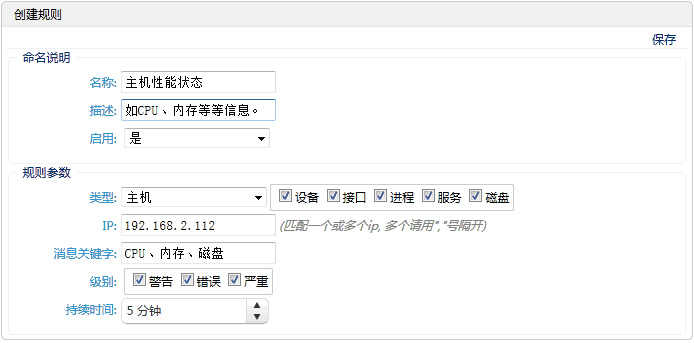 创建规则
保存
命名说明
名称: 主机性能状态
描述: 如CPU、内存等等信息。
启用: 是
规则参数
类型: 主机 设备 接口 进程 服务 磁盘
IP: 192.168.2.112 (匹配一个或多个ip, 多个请用","号隔开)
消息关键字: CPU、内存、磁盘
级别: 警告 错误 严重
持续时间: 5 分钟